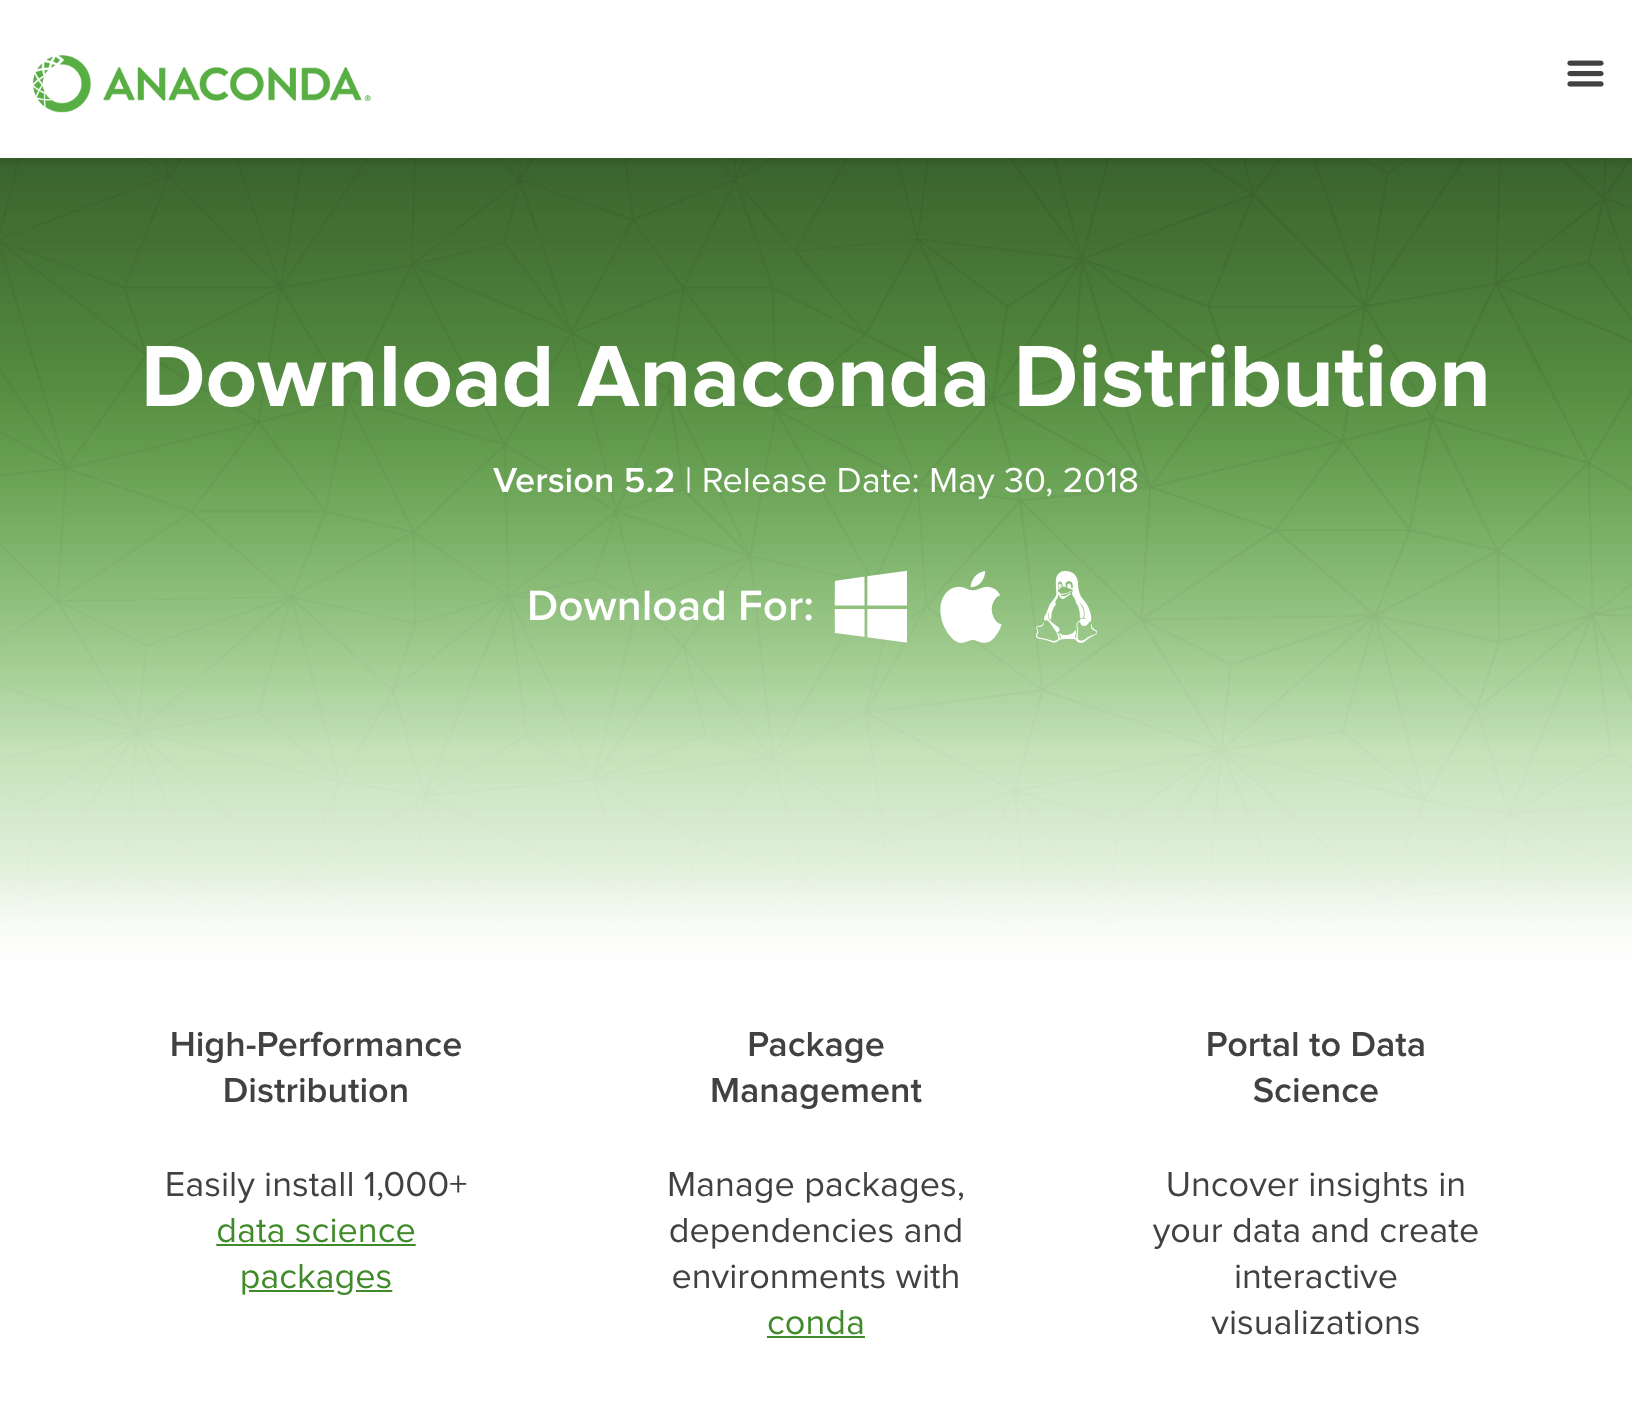 ANACONDA®
Download Anaconda Distribution
Version 5.2 | Release Date: May 30, 2018
Download For:
High-Performance
Distribution
Easily install 1,000+
data science
packages
Package
Management
Manage packages,
dependencies and
environments with
conda
Portal to Data
Science
Uncover insights in
your data and create
interactive
visualizations